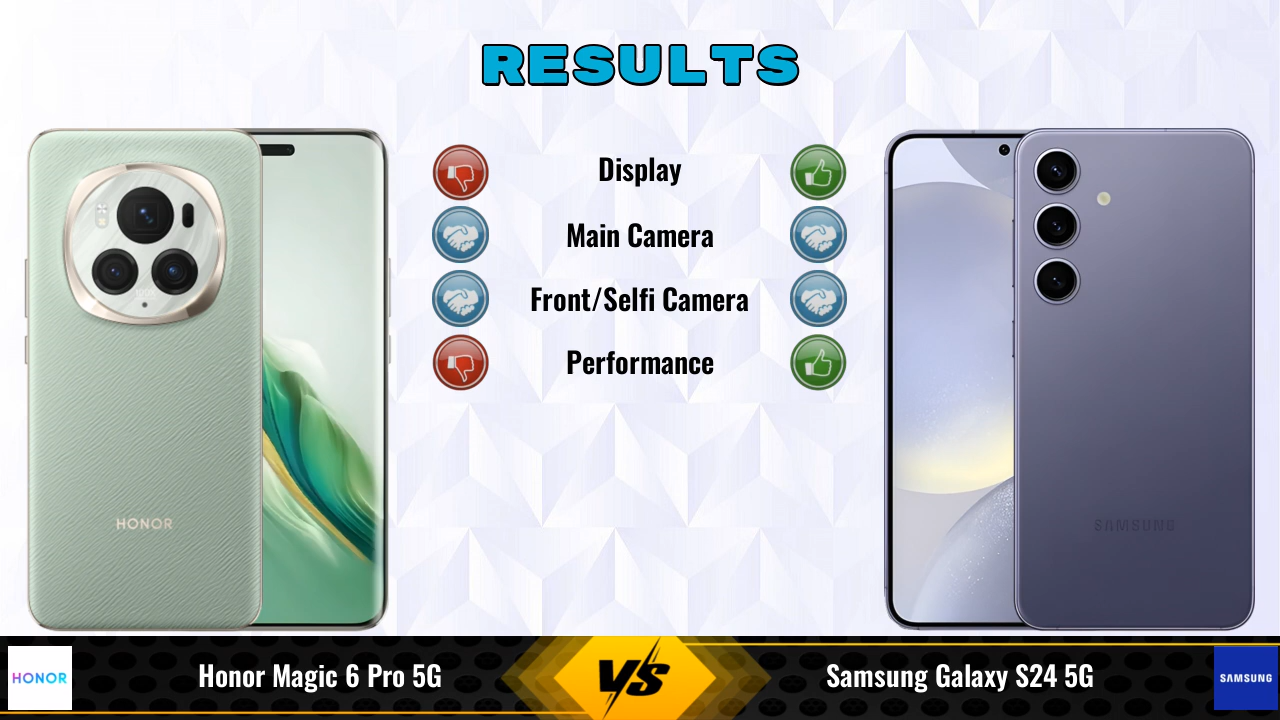 RESULTS
Display
Main Camera
Front/Selfi Camera
Performance
HONOR
SAMSUNG
HONOR
Honor Magic 6 Pro 5G
VS
Samsung Galaxy S24 5G
SAMSUNG